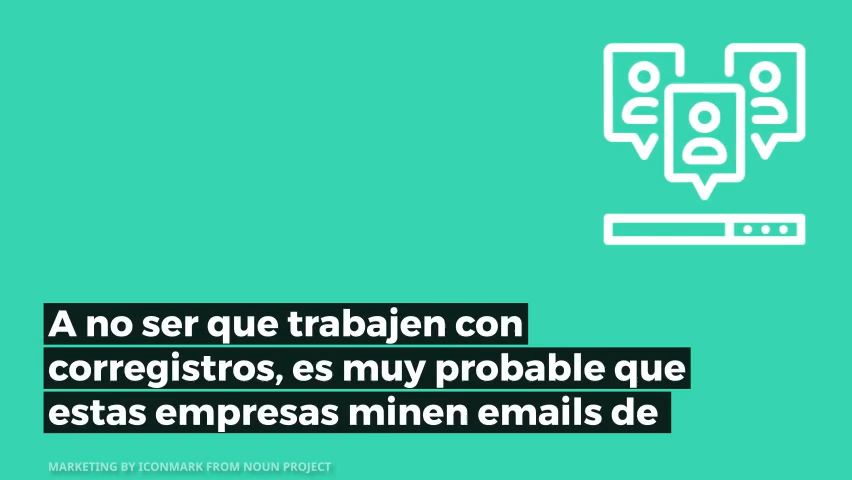 A no ser que trabajen con
corregistros, es muy probable que
estas empresas minen emails de
MARKETING BY ICONMARK FROM NOUN PROJECT